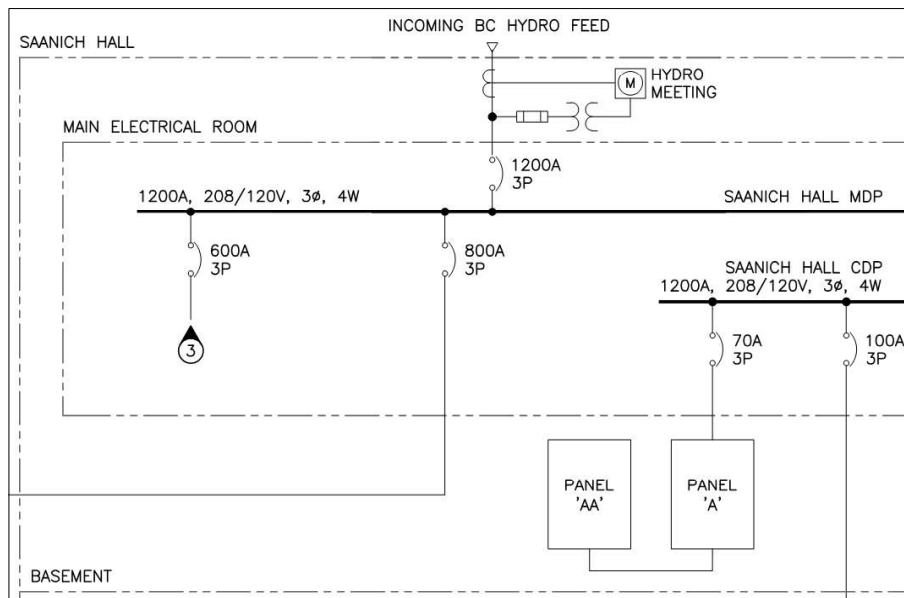 INCOMING BC HYDRO FEED
SAANICH HALL
M
HYDRO
MEETING
MAIN ELECTRICAL ROOM
1200A
3P
1200A, 208/120V, 3ø, 4W
SAANICH HALL MDP
600A
3P
800A
3P
SAANICH HALL CDP
1200A, 208/120V, 3ø, 4W
70A
3P
100A
3P
3
PANEL
'AA'
PANEL
'A'
BASEMENT